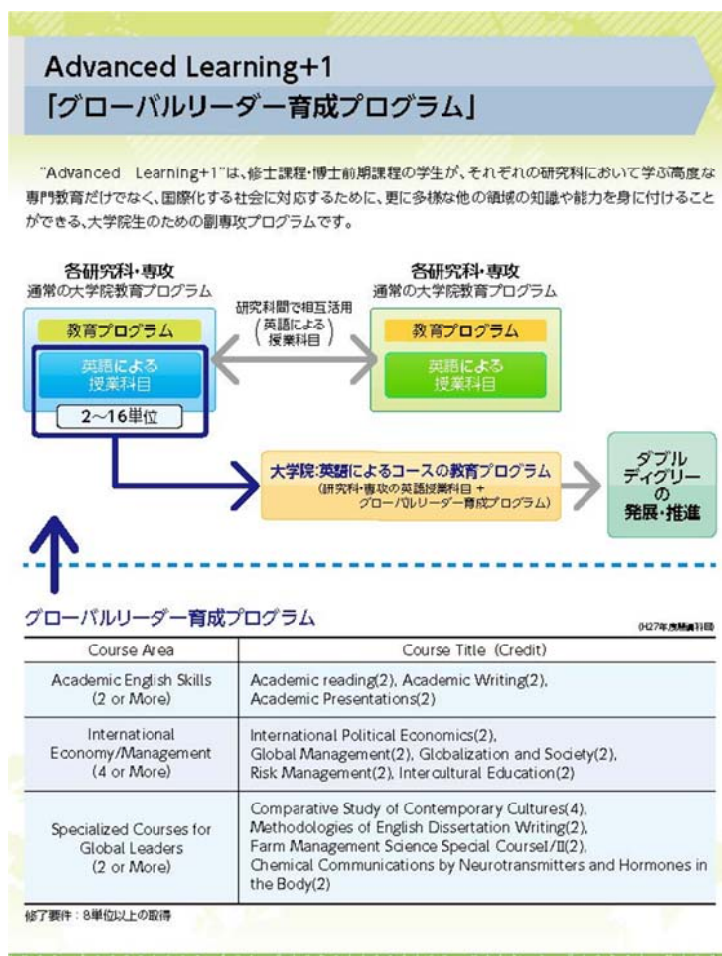 Advanced Learning+1
「グローバルリーダー育成プログラム」
"Advanced Learning+1"は、修士課程・博士前期課程の学生が、それぞれの研究科において学ぶ高度な
専門教育だけでなく、国際化する社会に対応するために、更に多様な他の領域の知識や能力を身に付けること
ができる、大学院生のための副専攻プログラムです。
各研究科・専攻
通常の大学院教育プログラム
教育プログラム
英語による
授業科目
2〜16単位
研究科間で相互活用
(英語による
授業科目)
各研究科・専攻
通常の大学院教育プログラム
教育プログラム
英語による
授業科目
大学院:英語によるコースの教育プログラム
(研究科・専攻の英語授業科目 +
グローバルリーダー育成プログラム)
ダブル
ディグリー
の
発展・推進
グローバルリーダー育成プログラム
(H27年度開講科目)
Course Area
Course Title (Credit)
Academic English Skills
(2 or More)
Academic reading(2), Academic Writing(2),
Academic Presentations(2)
International
Economy/Management
(4 or More)
International Political Economics(2),
Global Management(2), Globalization and Society(2),
Risk Management(2), Intercultural Education(2)
Specialized Courses for
Global Leaders
(2 or More)
Comparative Study of Contemporary Cultures(4),
Methodologies of English Dissertation Writing(2),
Farm Management Science Special CourseI/II(2),
Chemical Communications by Neurotransmitters and Hormones in
the Body(2)
修了要件:8単位以上の取得